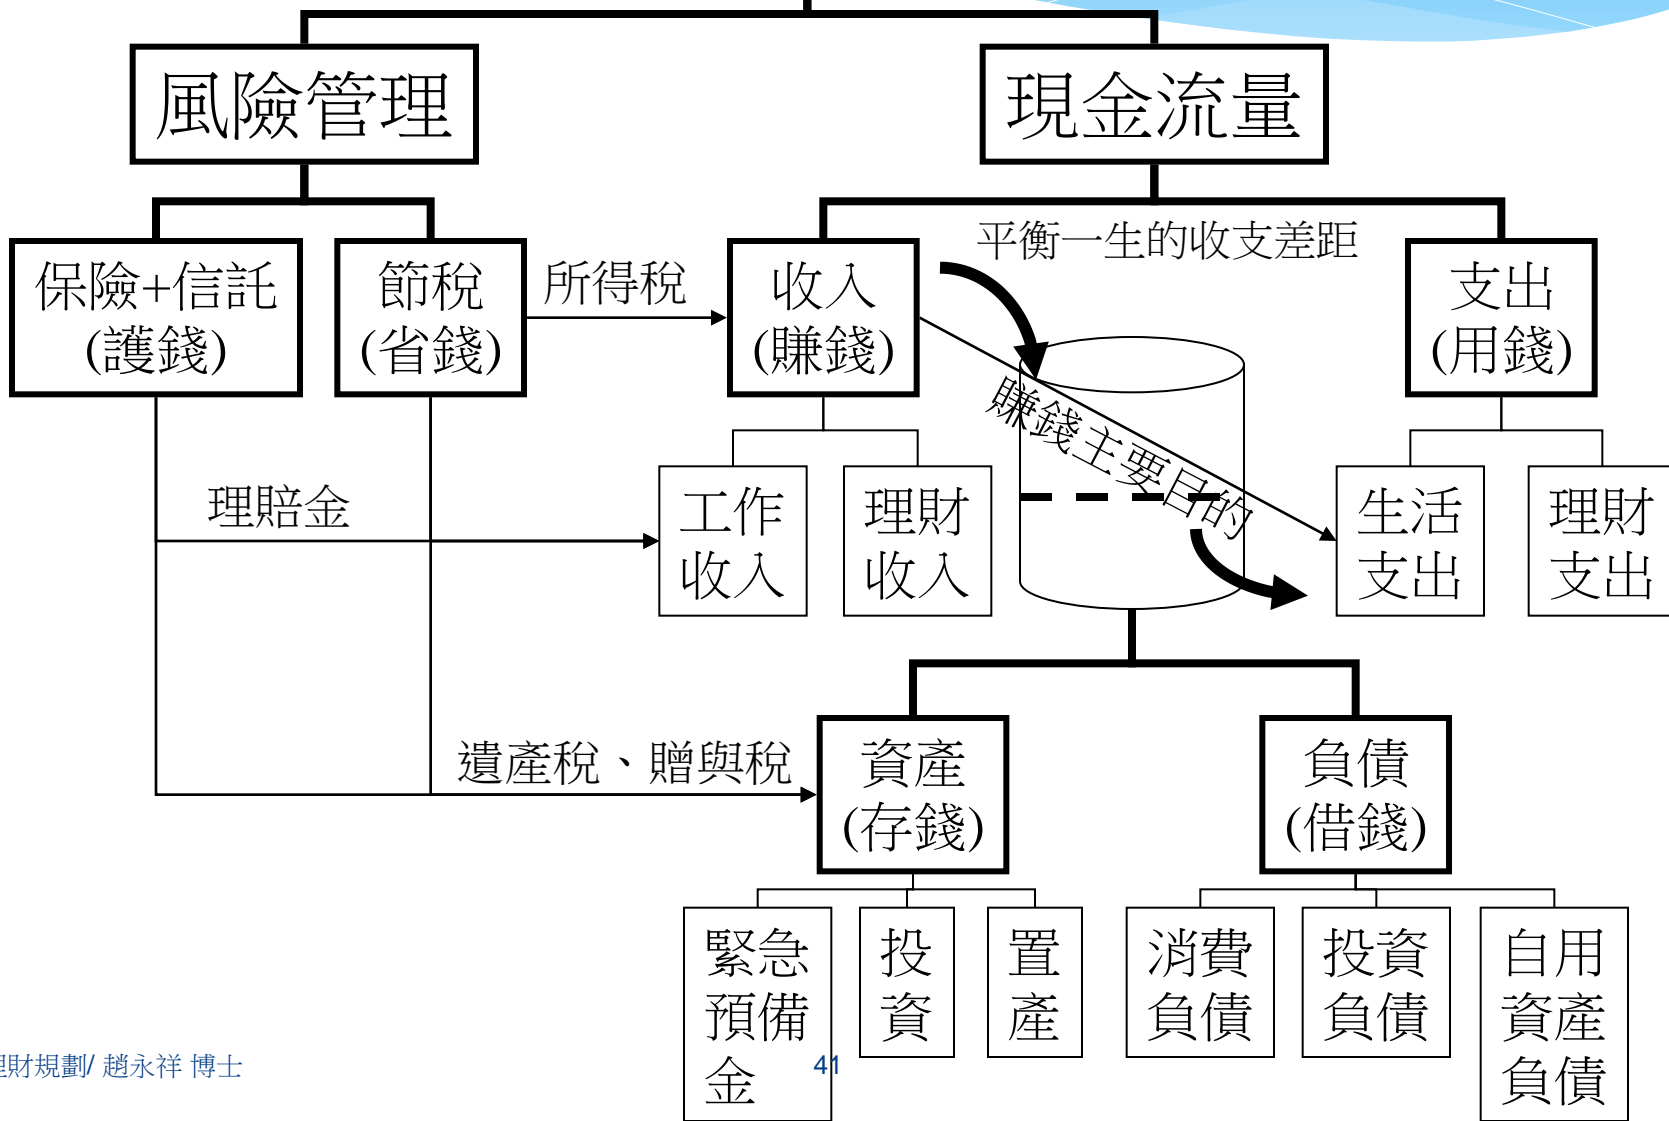 風險管理
現金流量
平衡一生的收支差距
保險+信託
(護錢)
節稅
(省錢)
所得稅
收入
(賺錢)
支出
(用錢)
賺錢主要目的
理賠金
工作
收入
理財
收入
生活
支出
理財
支出
遺產稅、贈與稅
資產
(存錢)
負債
(借錢)
緊急
預備
金
投
資
置
產
消費
負債
投資
負債
自用
資產
負債
理財規劃/ 趙永祥 博士
41